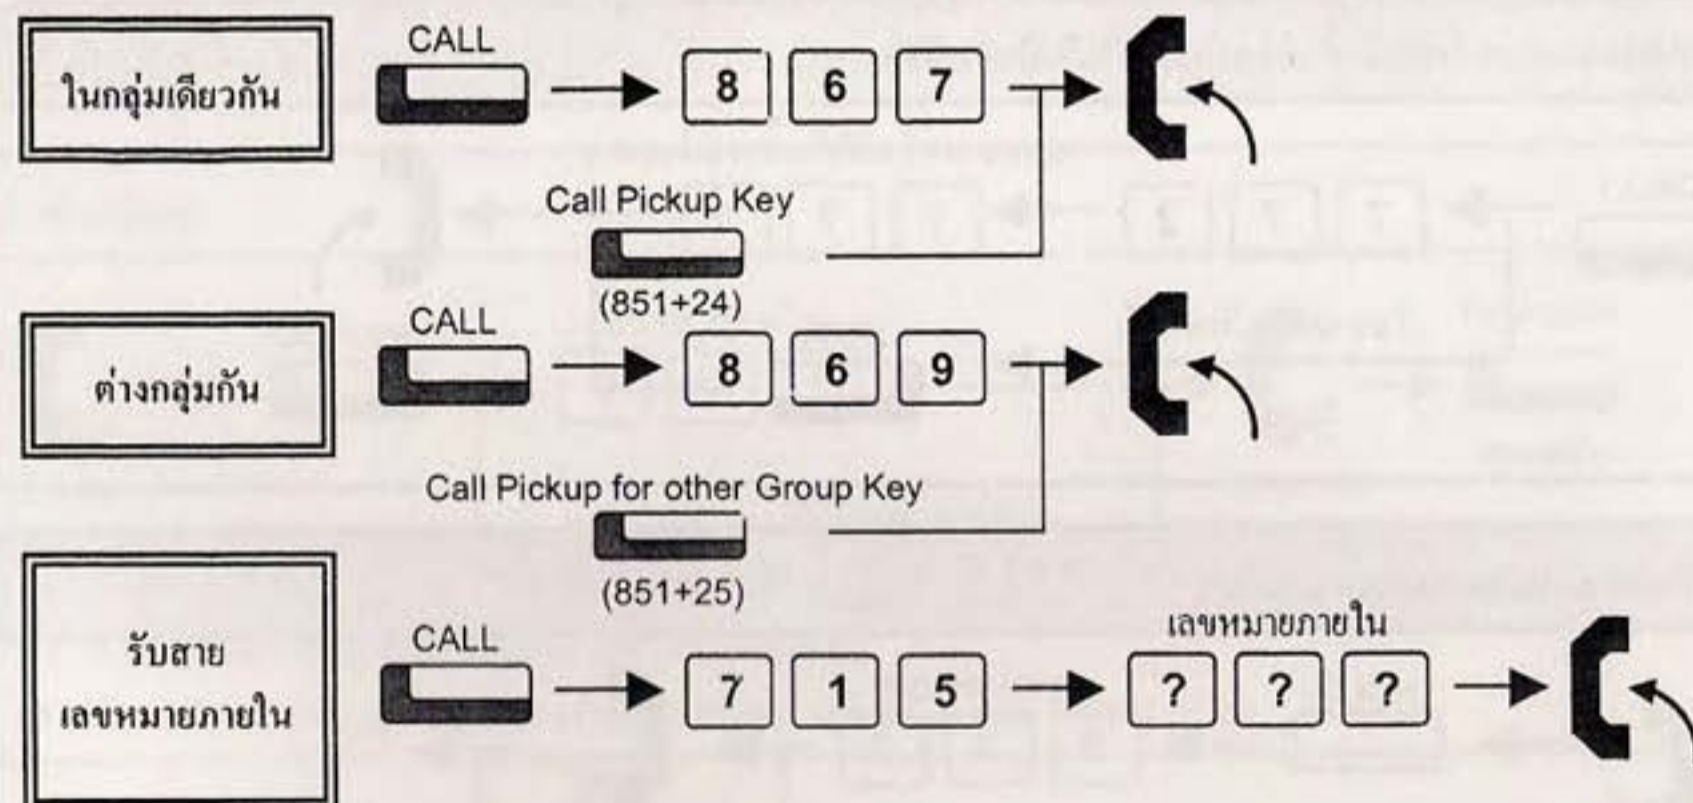 ในกลุ่มเดียวกัน
CALL
8 6 7
Call Pickup Key
(851+24)
ต่างกลุ่มกัน
CALL
8 6 9
Call Pickup for other Group Key
(851+25)
รับสาย
เลขหมายภายใน
CALL
7 1 5
เลขหมายภายใน
? ? ?